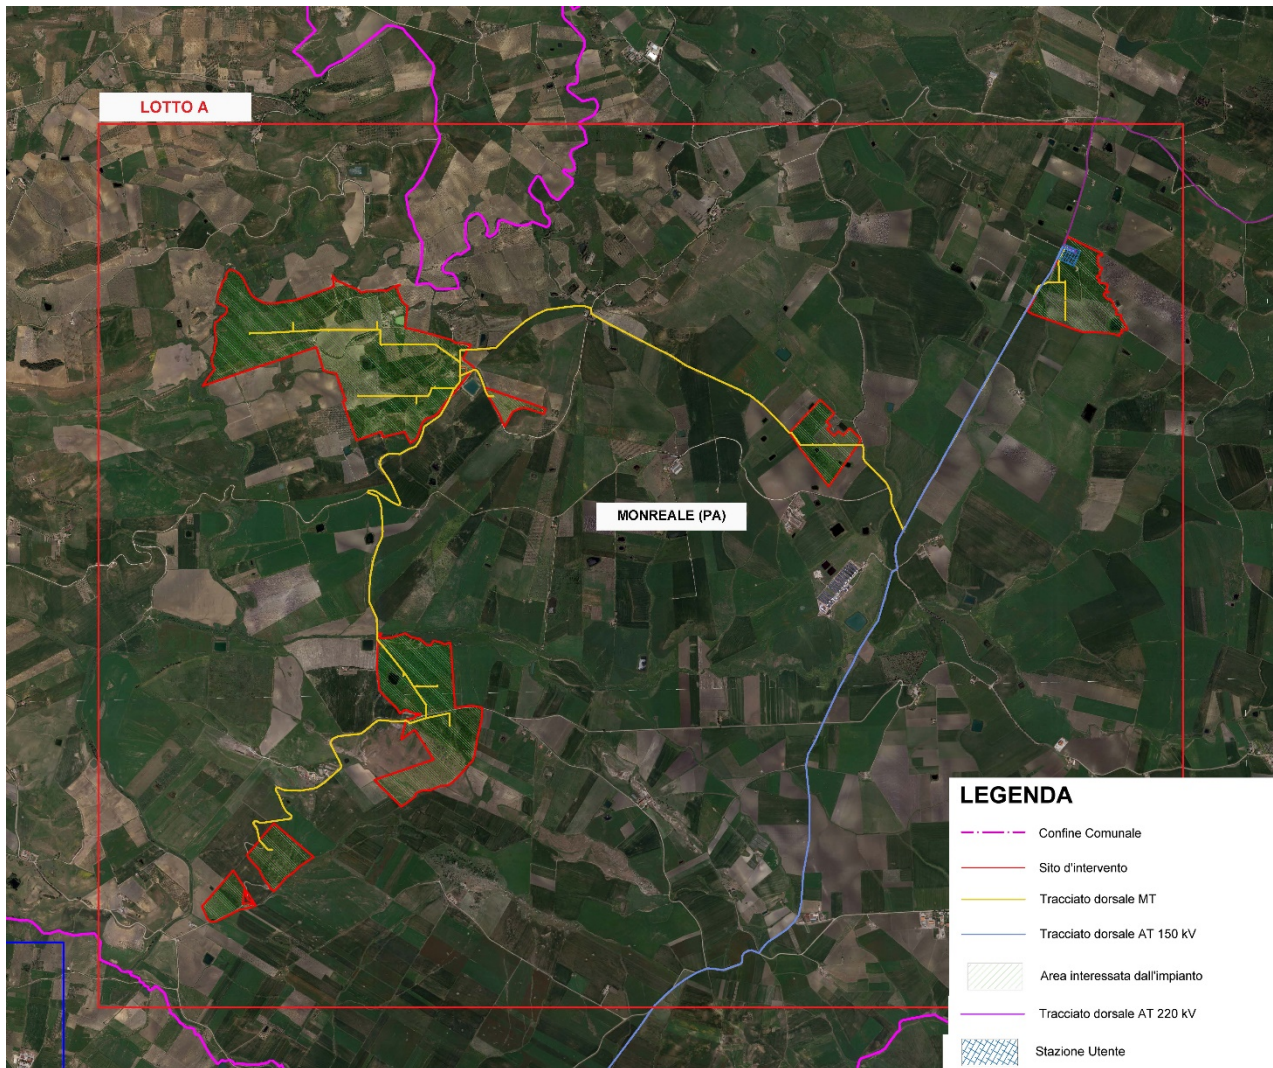 LOTTO A
MONREALE (PA)
LEGENDA
Confine Comunale
Sito d'intervento
Tracciato dorsale MT
Tracciato dorsale AT 150 kV
Area interessata dall'impianto
Tracciato dorsale AT 220 kV
Stazione Utente